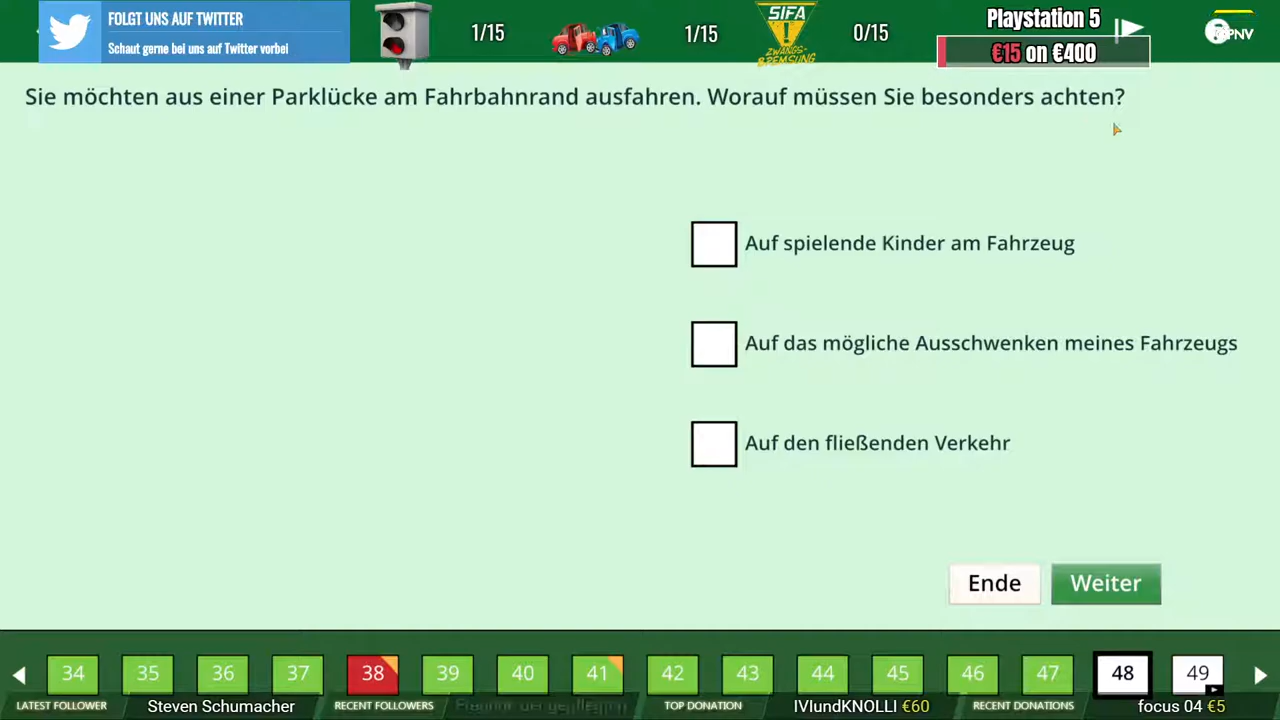 FOLGT UNS AUF TWITTER
Schaut gerne bei uns auf Twitter vorbei
1/15
1/15
SIFA
!
ZWANGS-
BREMSUNG
0/15
Playstation 5
€15 on €400
ÖPNV
Sie möchten aus einer Parklücke am Fahrbahnrand ausfahren. Worauf müssen Sie besonders achten?
Auf spielende Kinder am Fahrzeug
Auf das mögliche Ausschwenken meines Fahrzeugs
Auf den fließenden Verkehr
Ende
Weiter
34 35 36 37 38 39 40 41 42 43 44 45 46 47 48 49
LATEST FOLLOWER Steven Schumacher RECENT FOLLOWERS TOP DONATION IVIundKNOLLI €60 RECENT DONATIONS focus 04 €5